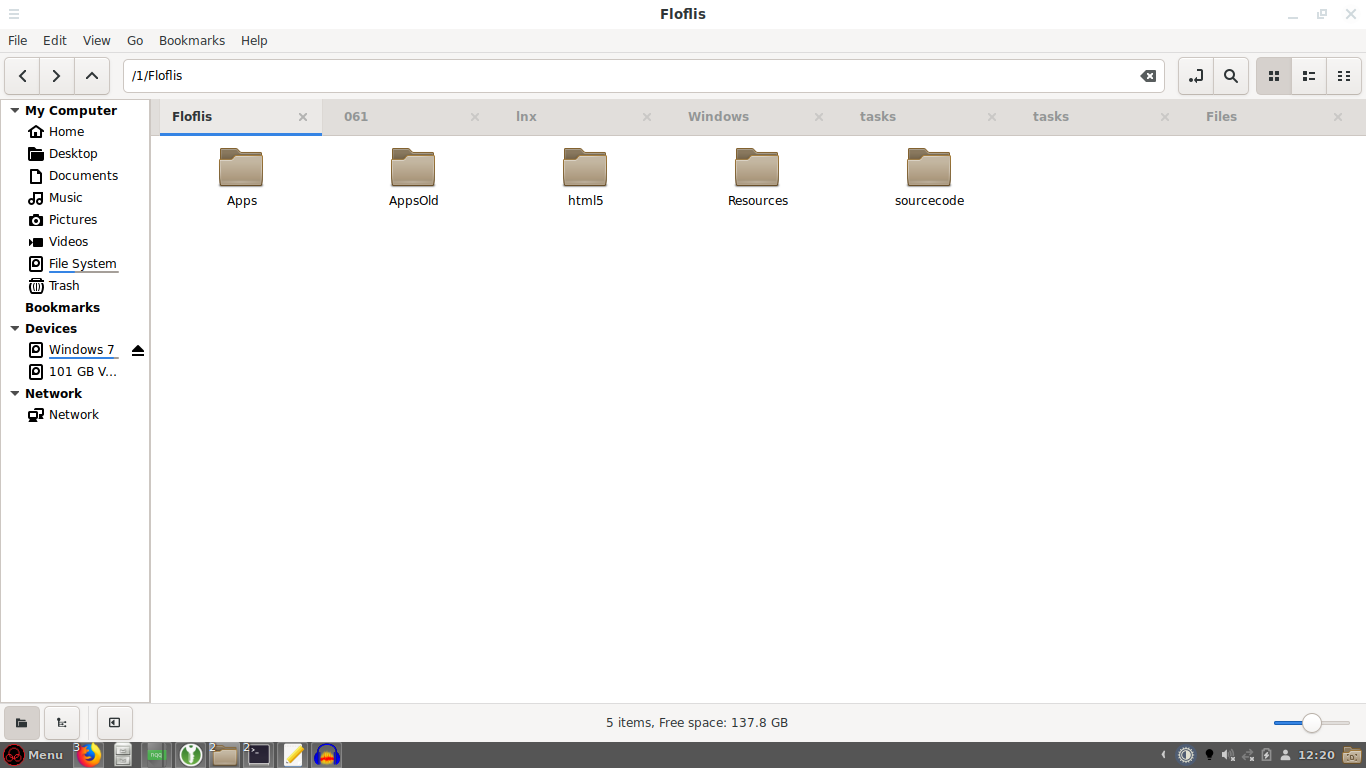 Floflis
File Edit View Go Bookmarks Help
/1/Floflis
My Computer
Home
Desktop
Documents
Music
Pictures
Videos
File System
Trash
Bookmarks
Devices
Windows 7
101 GB V...
Network
Network
Floflis 061 lnx Windows tasks tasks Files
Apps AppsOld html5 Resources sourcecode
5 items, Free space: 137.8 GB
Menu 3 2 2 12:20